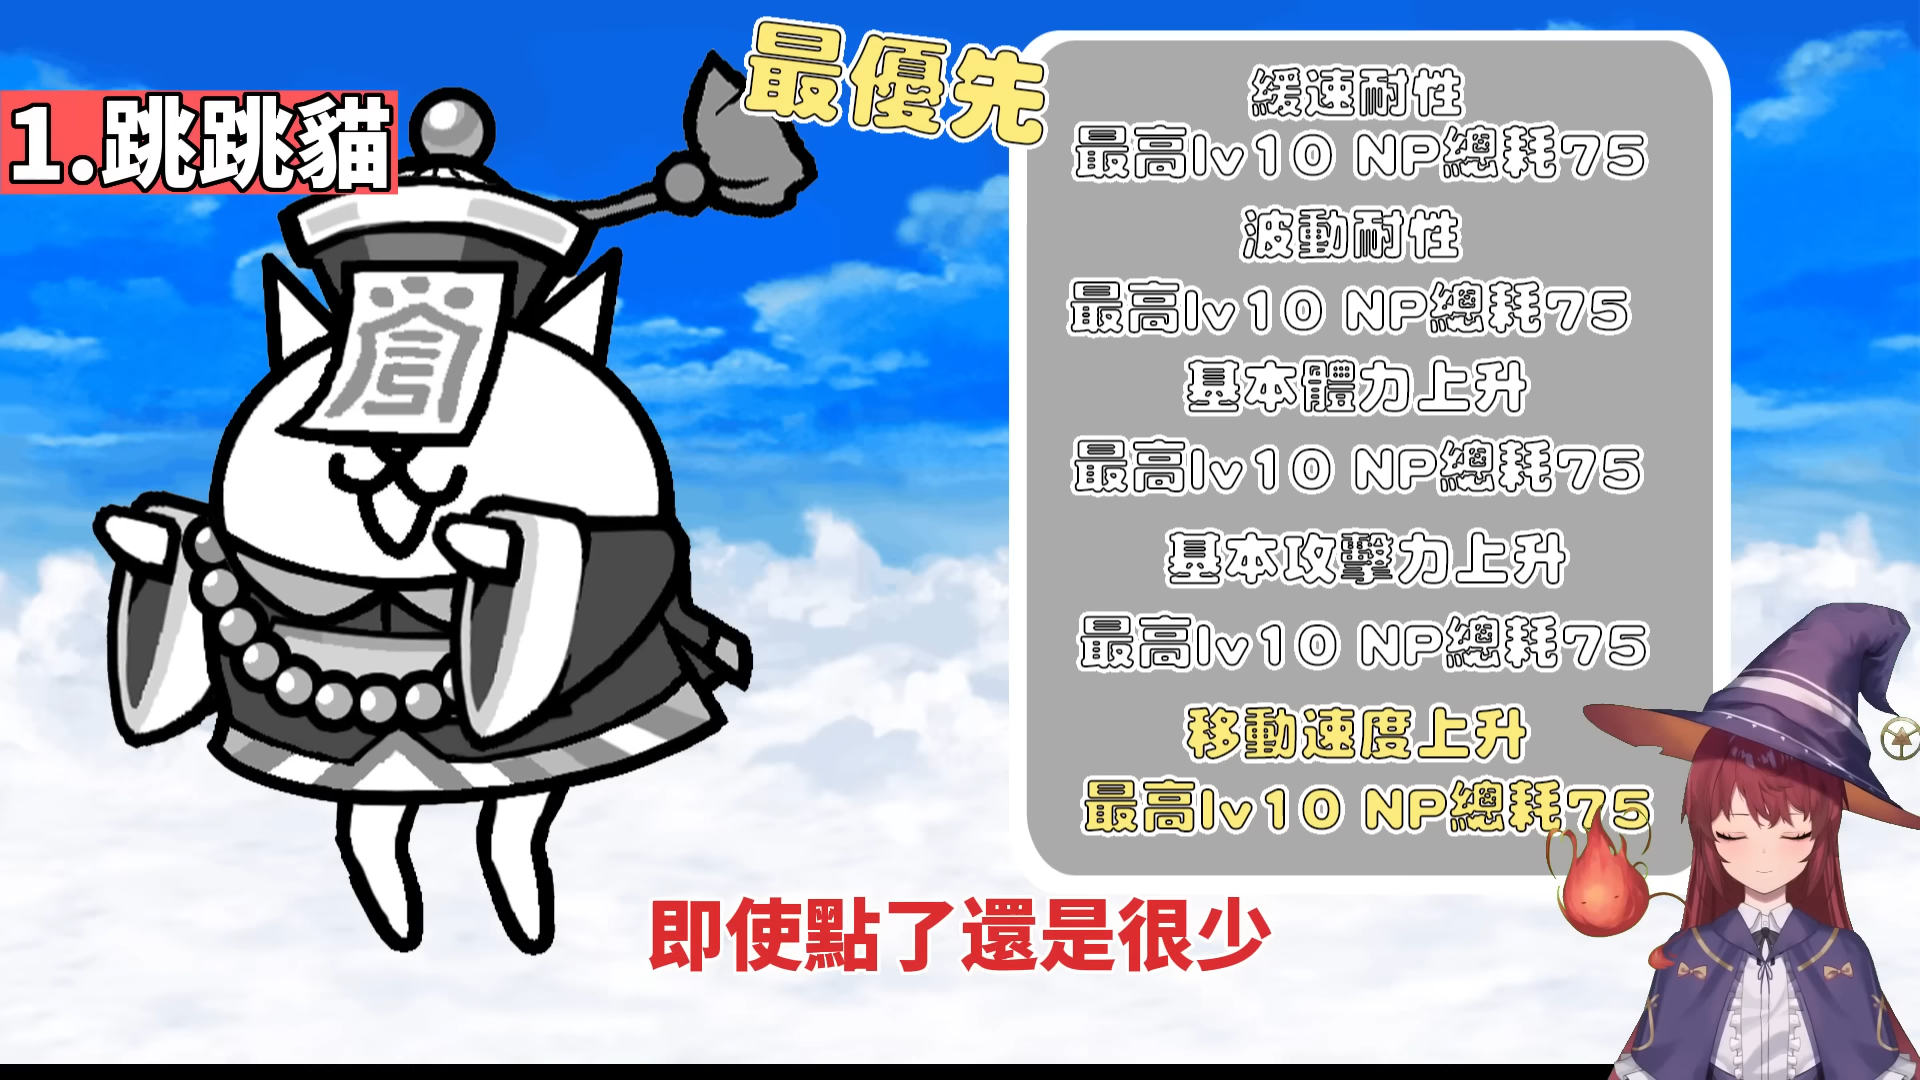 1.跳跳貓
最優先
緩速耐性
最高lv10 NP總耗75
波動耐性
最高lv10 NP總耗75
基本體力上升
最高lv10 NP總耗75
基本攻擊力上升
最高lv10 NP總耗75
移動速度上升
最高lv10 NP總耗75
即使點了還是很少